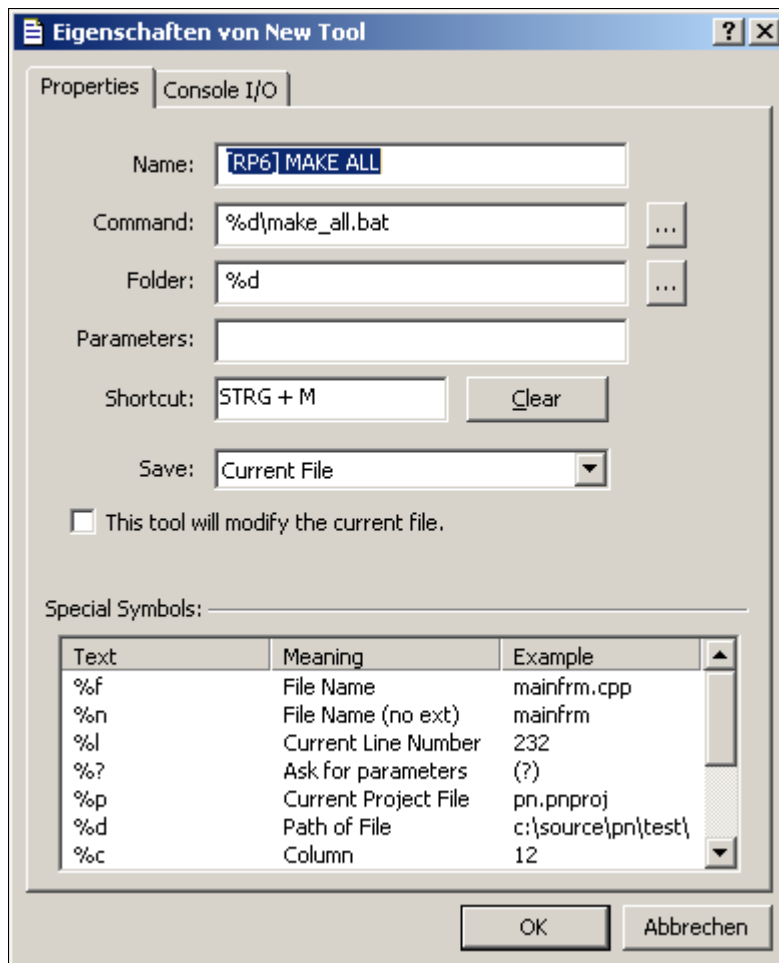 Eigenschaften von New Tool
Properties Console I/O
Name: [RP6] MAKE ALL
Command: %d\make_all.bat ...
Folder: %d ...
Parameters:
Shortcut: STRG + M Clear
Save: Current File
This tool will modify the current file.
Special Symbols:
Text Meaning Example
%f File Name mainfrm.cpp
%n File Name (no ext) mainfrm
%l Current Line Number 232
%? Ask for parameters (?)
%p Current Project File pn.pnproj
%d Path of File c:\source\pn\test\
%c Column 12
OK Abbrechen